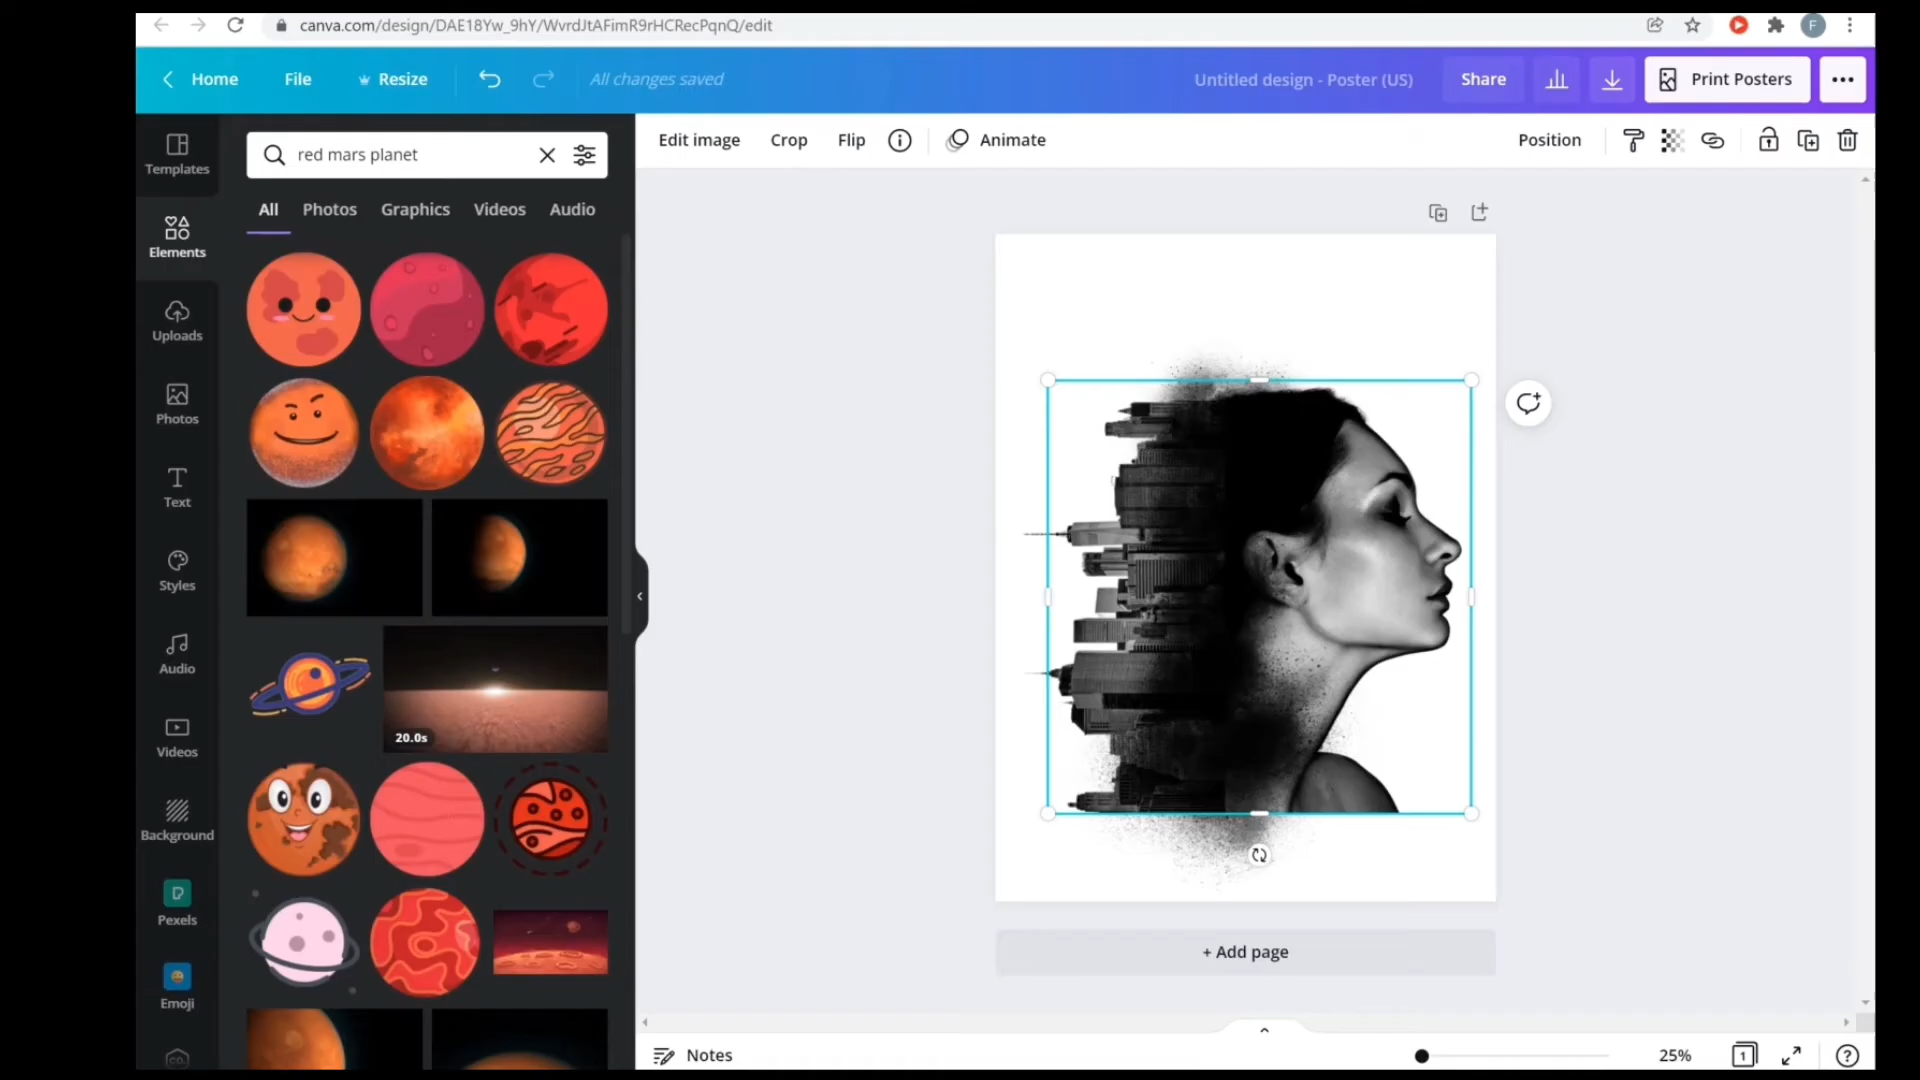 canva.com/design/DAE18Yw_9hY/WvrdJtAFimR9rHCRecPqnQ/edit
F
Home File Resize All changes saved Untitled design - Poster (US) Share Print Posters
Templates
Elements
Uploads
Photos
Text
Styles
Audio
Videos
Background
Pexels
Emoji
CO.
red mars planet
All Photos Graphics Videos Audio
20.0s
Edit image Crop Flip Animate Position
+ Add page
Notes 25% 1